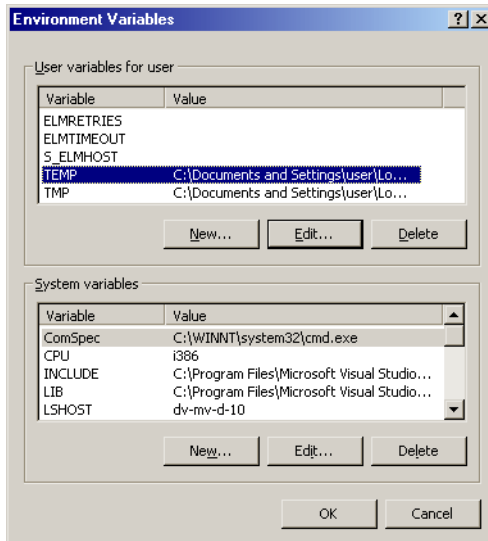 Environment Variables
User variables for user
Variable Value
ELMRETRIES
ELMTIMEOUT
S_ELMHOST
TEMP C:\Documents and Settings\user\Lo...
TMP C:\Documents and Settings\user\Lo...
New... Edit... Delete
System variables
Variable Value
ComSpec C:\WINNT\system32\cmd.exe
CPU i386
INCLUDE C:\Program Files\Microsoft Visual Studio...
LIB C:\Program Files\Microsoft Visual Studio...
LSHOST dv-mv-d-10
New... Edit... Delete
OK Cancel